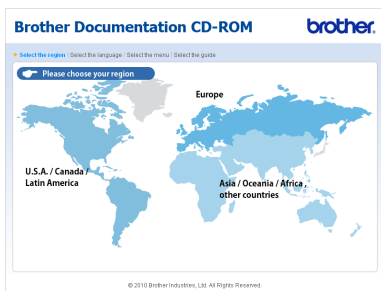 Brother Documentation CD-ROM
brother.
Select the region | Select the language | Select the menu | Select the guide
Please choose your region
Europe
U.S.A. / Canada /
Latin America
Asia / Oceania / Africa ,
other countries
© 2010 Brother Industries, Ltd. All Rights Reserved.